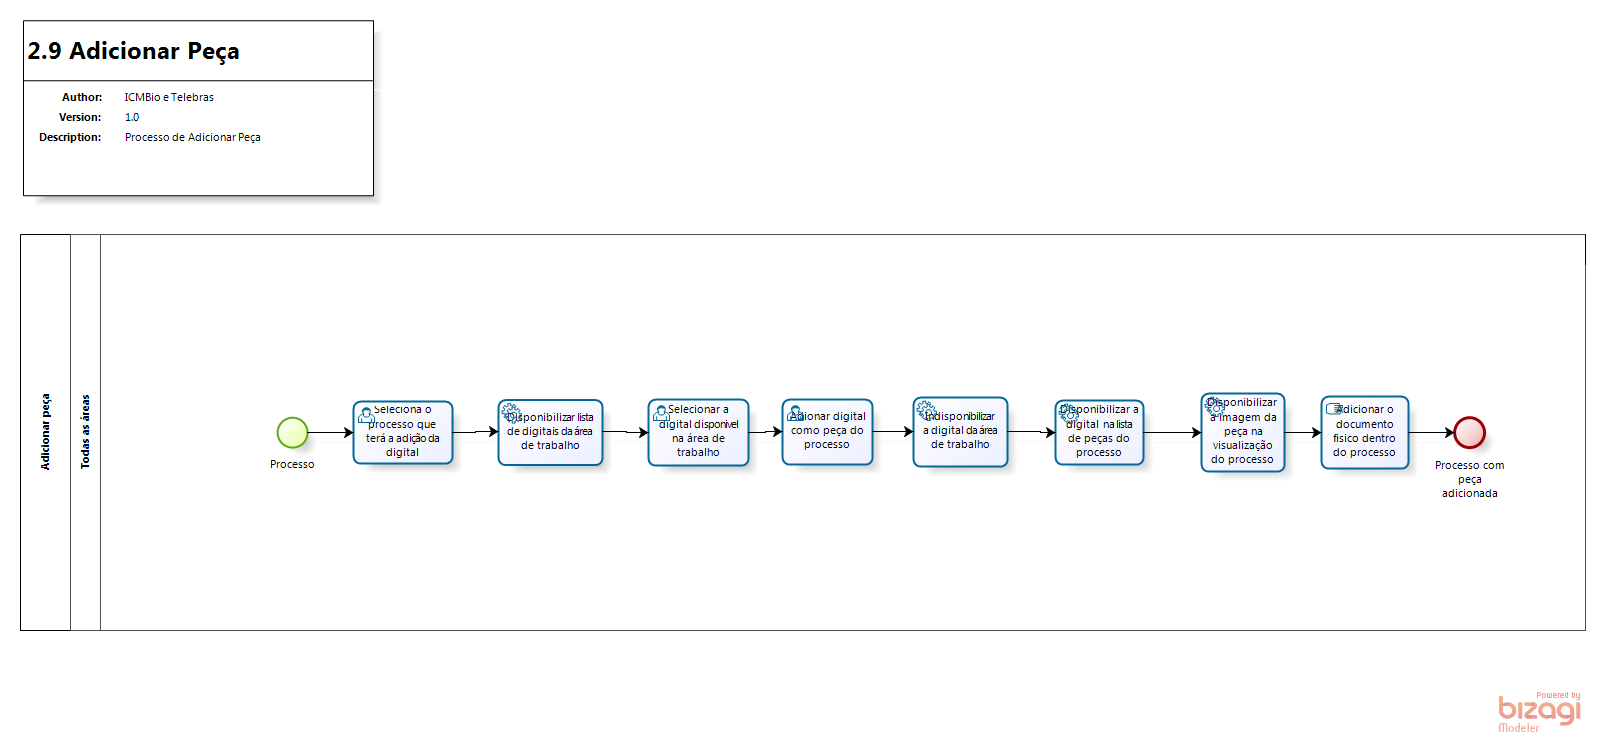 2.9 Adicionar Peça
Author: ICMBio e Telebras
Version: 1.0
Description: Processo de Adicionar Peça
Adicionar peça
Todas as áreas
Processo
Seleciona o
processo que
terá a adição da
digital
Disponibilizar lista
de digitais da área
de trabalho
Selecionar a
digital disponivel
na área de
trabalho
Adionar digital
como peça do
processo
Indisponibilizar
a digital da área
de trabalho
Disponibilizar a
digital na lista
de peças do
processo
Disponibilizar
a imagem da
peça na
visualização
do processo
Adicionar o
documento
fisico dentro
do processo
Processo com
peça
adicionada
Powered by
bizagi
Modeler